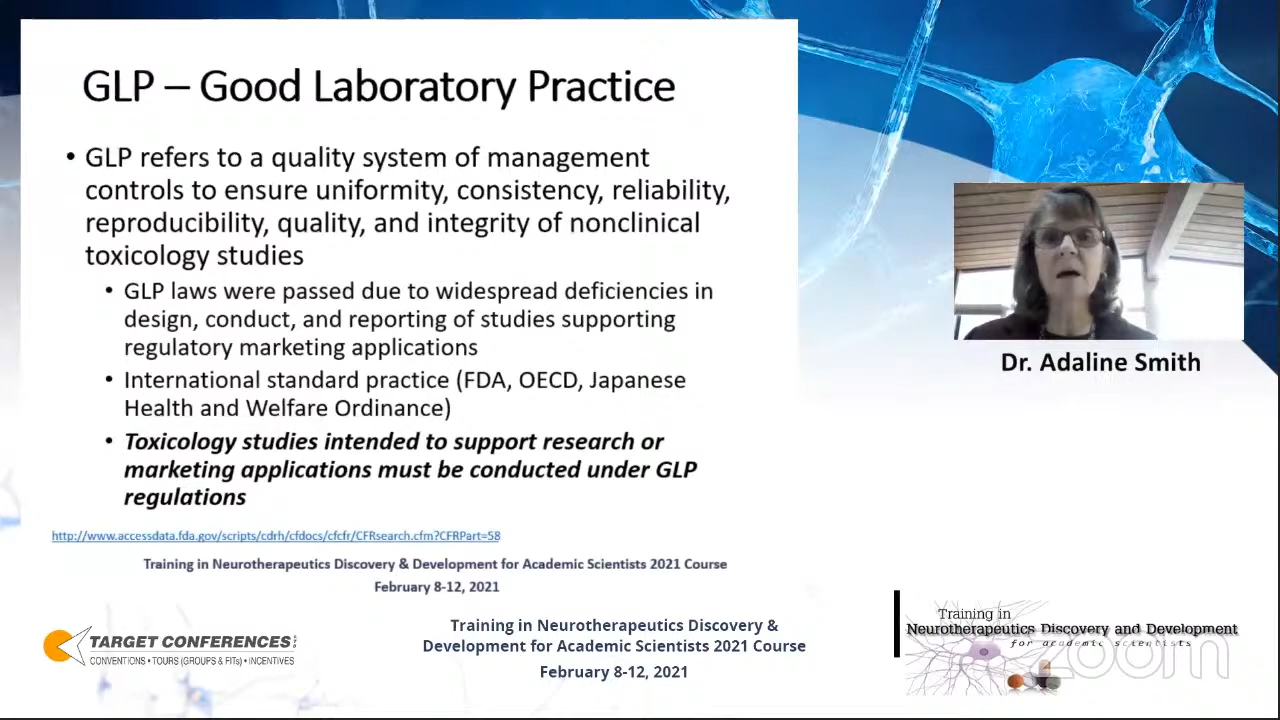 GLP – Good Laboratory Practice
• GLP refers to a quality system of management
controls to ensure uniformity, consistency, reliability,
reproducibility, quality, and integrity of nonclinical
toxicology studies
• GLP laws were passed due to widespread deficiencies in
design, conduct, and reporting of studies supporting
regulatory marketing applications
• International standard practice (FDA, OECD, Japanese
Health and Welfare Ordinance)
• Toxicology studies intended to support research or
marketing applications must be conducted under GLP
regulations
http://www.accessdata.fda.gov/scripts/cdrh/cfdocs/cfcfr/CFRsearch.cfm?CFRPart=58
Training in Neurotherapeutics Discovery & Development for Academic Scientists 2021 Course
February 8-12, 2021
Dr. Adaline Smith
TARGET CONFERENCES
CONVENTIONS • TOURS (GROUPS & FITs) • INCENTIVES
Training in Neurotherapeutics Discovery &
Development for Academic Scientists 2021 Course
February 8-12, 2021
Training in
Neurotherapeutics Discovery and Development
for academic scientists
zoom